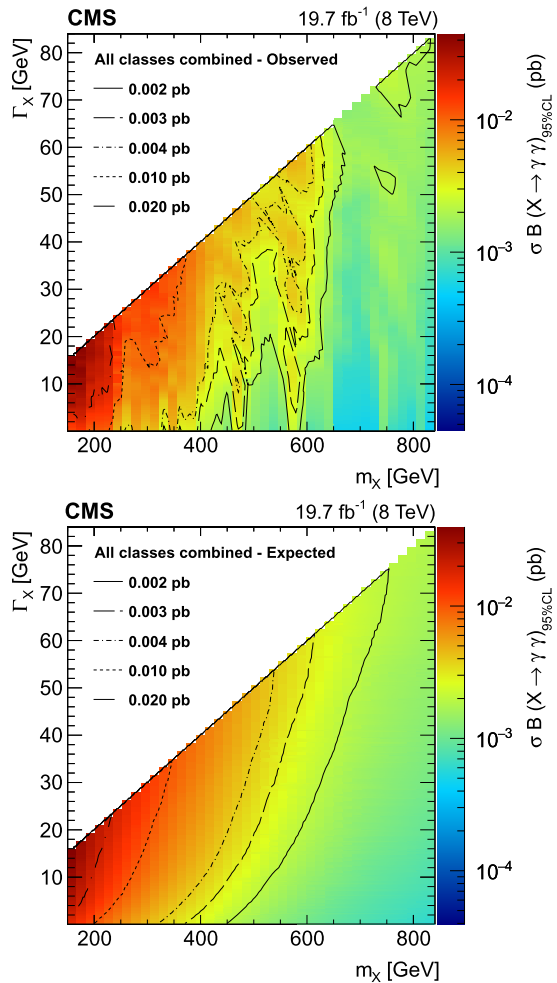 CMS 19.7 fb⁻¹ (8 TeV)
All classes combined - Observed
0.002 pb
0.003 pb
0.004 pb
0.010 pb
0.020 pb
Γ_X [GeV]
80
70
60
50
40
30
20
10
200 400 600 800
m_X [GeV]
10⁻²
10⁻³
10⁻⁴
σ B (X → γ γ)_95%CL (pb)
CMS 19.7 fb⁻¹ (8 TeV)
All classes combined - Expected
0.002 pb
0.003 pb
0.004 pb
0.010 pb
0.020 pb
Γ_X [GeV]
80
70
60
50
40
30
20
10
200 400 600 800
m_X [GeV]
10⁻²
10⁻³
10⁻⁴
σ B (X → γ γ)_95%CL (pb)